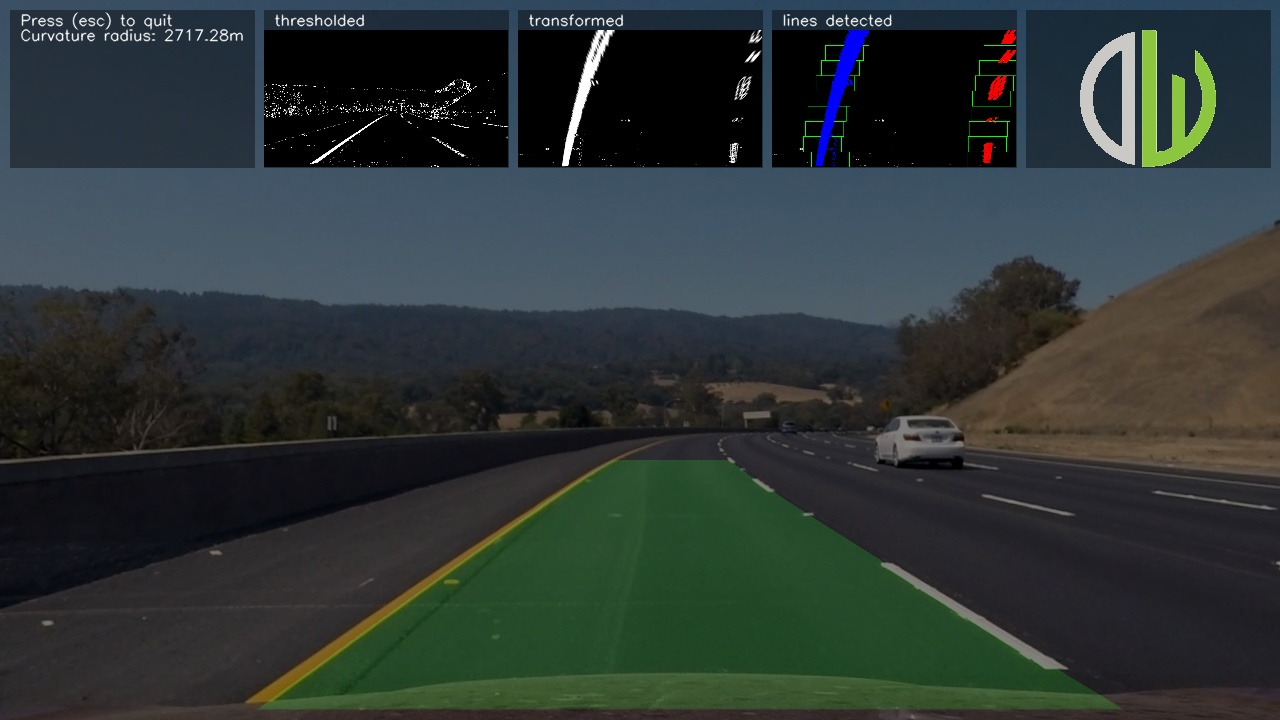 Press (esc) to quit
Curvature radius: 2717.28m
thresholded
transformed
lines detected